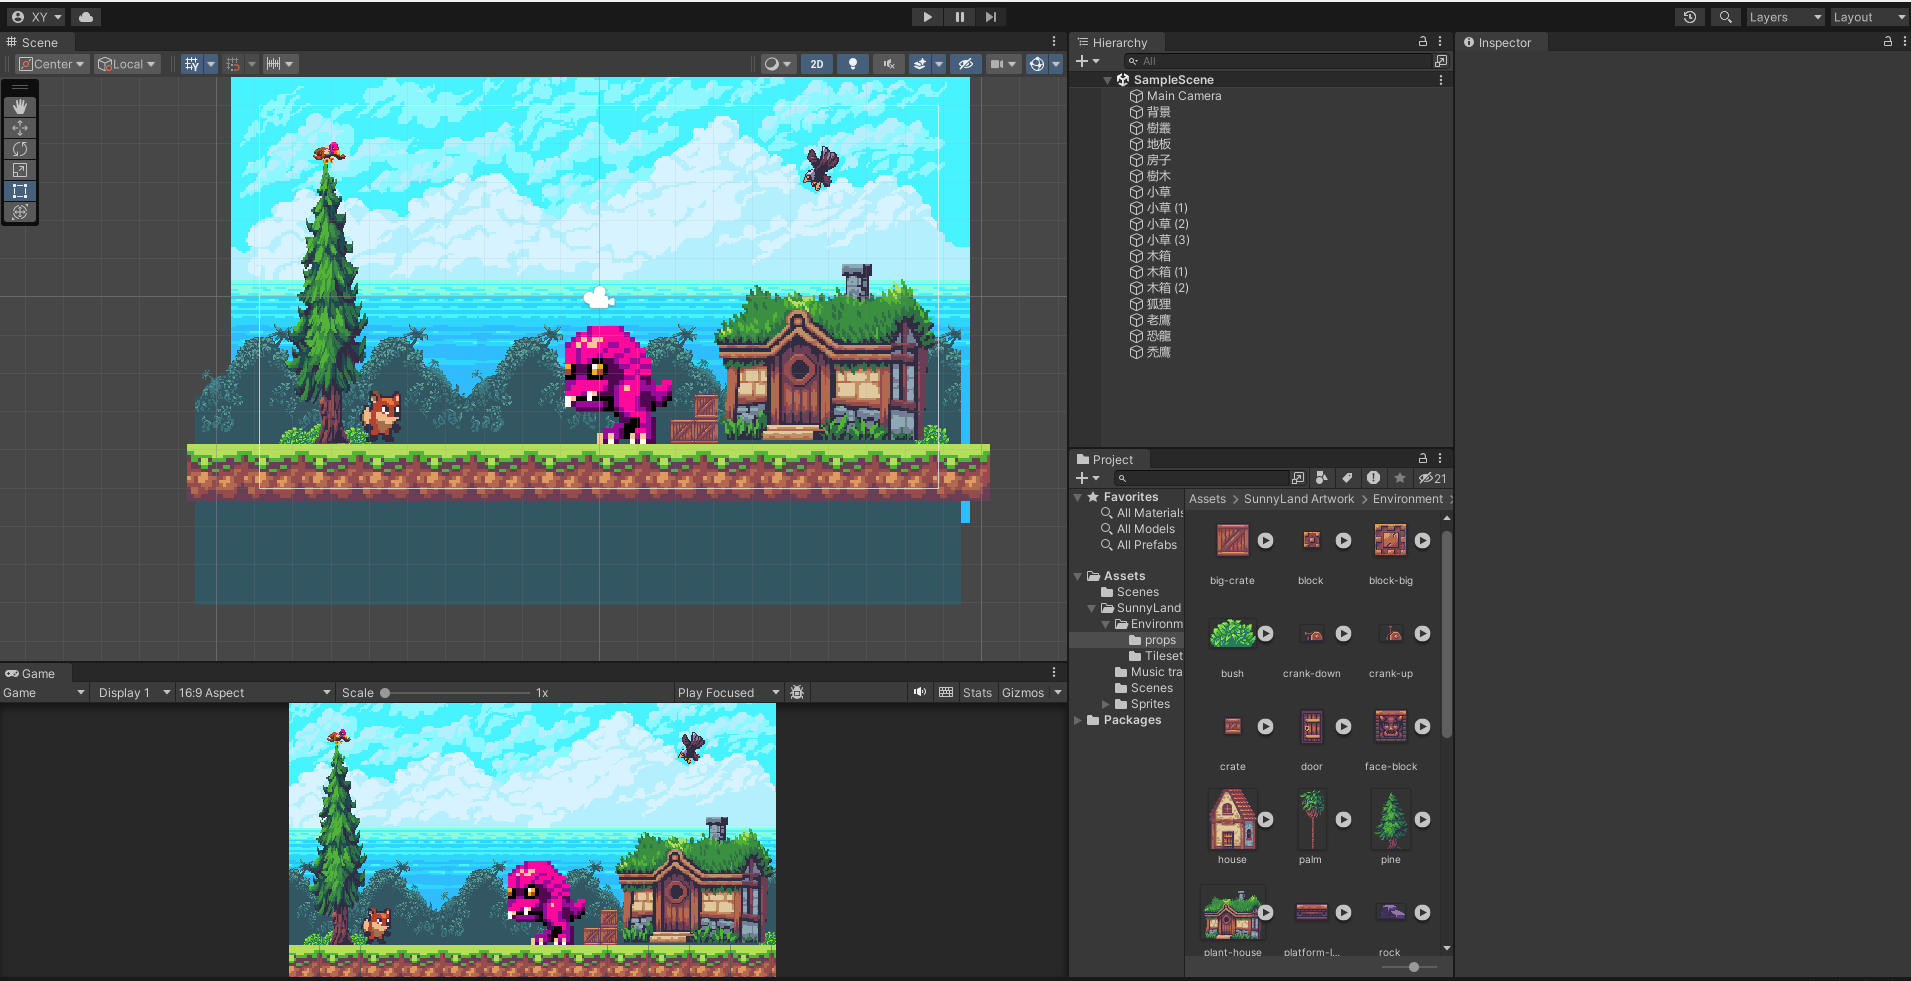 XY
Layers
Layout
Scene
Center
Local
2D
Hierarchy
All
SampleScene
Main Camera
背景
樹叢
地板
房子
樹木
小草
小草 (1)
小草 (2)
小草 (3)
木箱
木箱 (1)
木箱 (2)
狐狸
老鷹
恐龍
禿鷹
Inspector
Project
21
Favorites
All Materials
All Models
All Prefabs
Assets
Scenes
SunnyLand
Environm
props
Tileset
Music tra
Scenes
Sprites
Packages
Assets > SunnyLand Artwork > Environment >
big-crate
block
block-big
bush
crank-down
crank-up
crate
door
face-block
house
palm
pine
plant-house
platform-l...
rock
Game
Game
Display 1
16:9 Aspect
Scale
1x
Play Focused
Stats
Gizmos